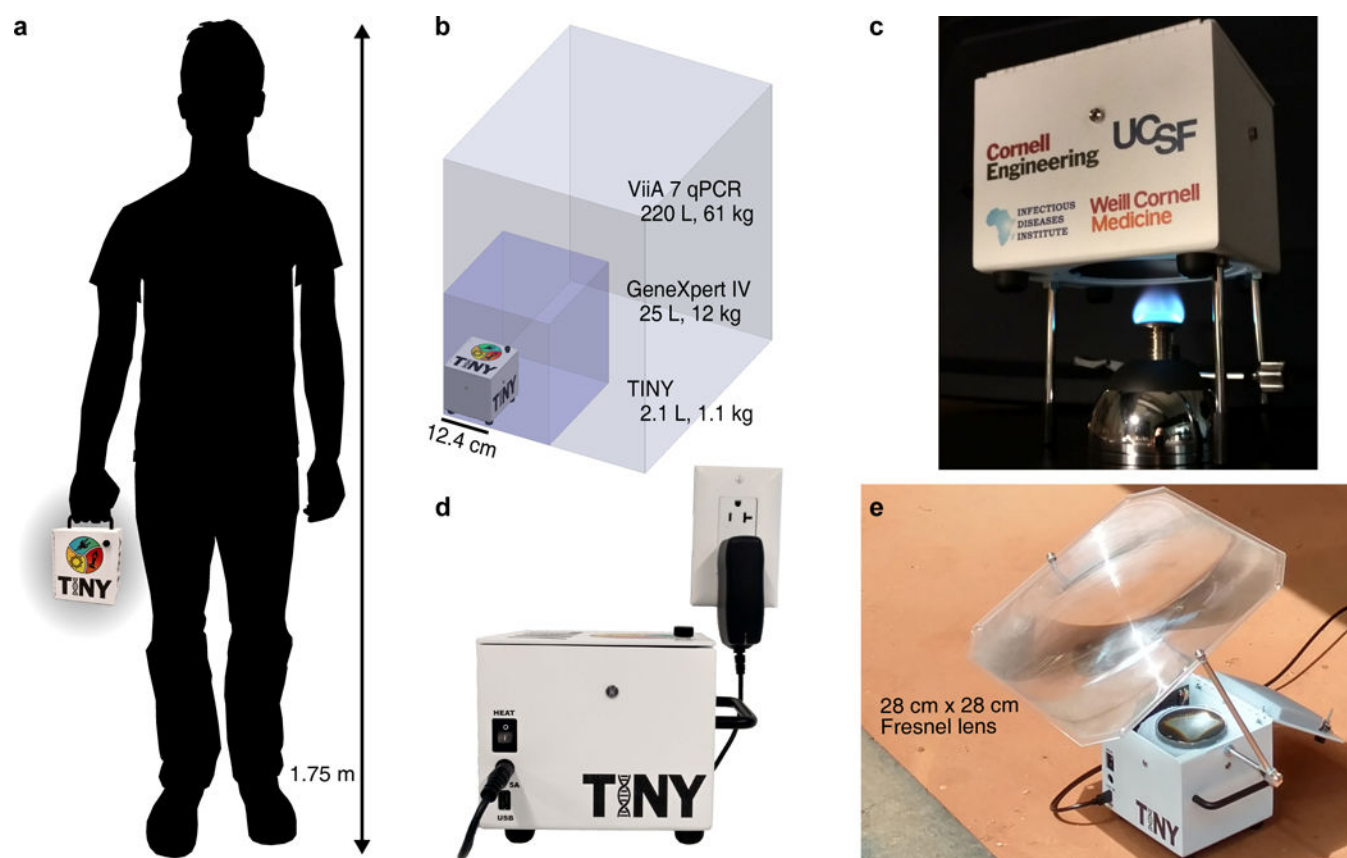 a
TINY
1.75 m
b
ViiA 7 qPCR
220 L, 61 kg
GeneXpert IV
25 L, 12 kg
TINY
2.1 L, 1.1 kg
TINY
TINY
12.4 cm
c
Cornell
Engineering
UCSF
INFECTIOUS
DISEASES
INSTITUTE
Weill Cornell
Medicine
d
HEAT
5A
USB
TINY
e
28 cm x 28 cm
Fresnel lens
TINY